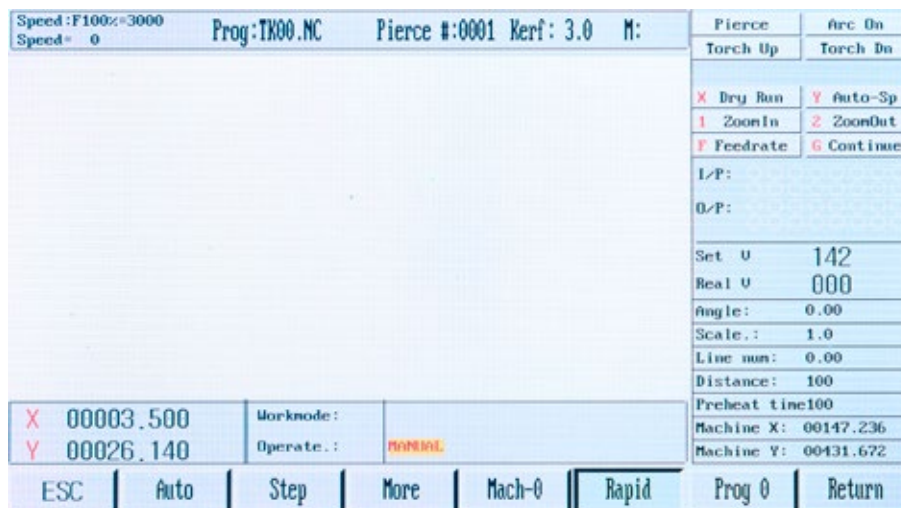 Speed:F100%=3000
Speed= 0
Prog:TK00.NC Pierce #:0001 Kerf: 3.0 M:
Pierce Arc On
Torch Up Torch Dn
X Dry Run Y Auto-Sp
1 ZoomIn 2 ZoomOut
F Feedrate G Continue
I/P:
O/P:
Set V 142
Real V 000
Angle: 0.00
Scale.: 1.0
Line num: 0.00
Distance: 100
Preheat time100
Machine X: 00147.236
Machine Y: 00431.672
X 00003.500
Y 00026.140
Workmode:
Operate.: MANUAL
ESC Auto Step More Mach-0 Rapid Prog 0 Return